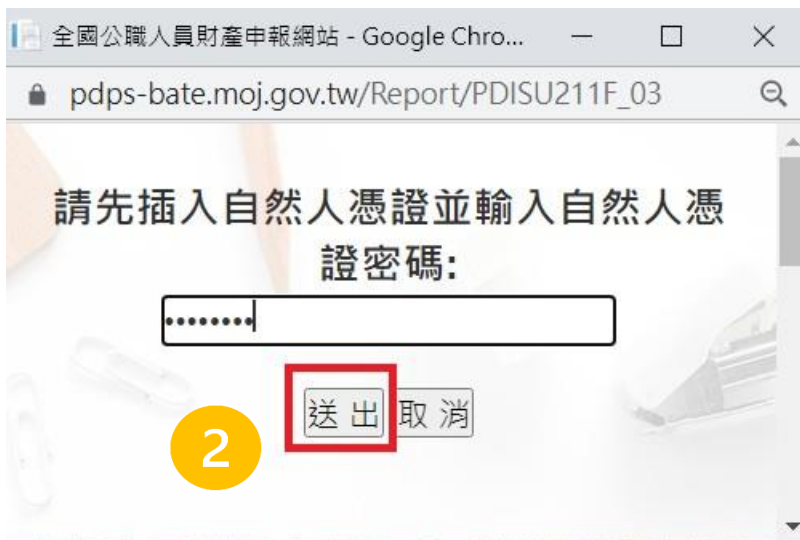 全國公職人員財產申報網站 - Google Chro...
pdps-bate.moj.gov.tw/Report/PDISU211F_03
請先插入自然人憑證並輸入自然人憑
證密碼:
••••••••
送 出 取 消
2